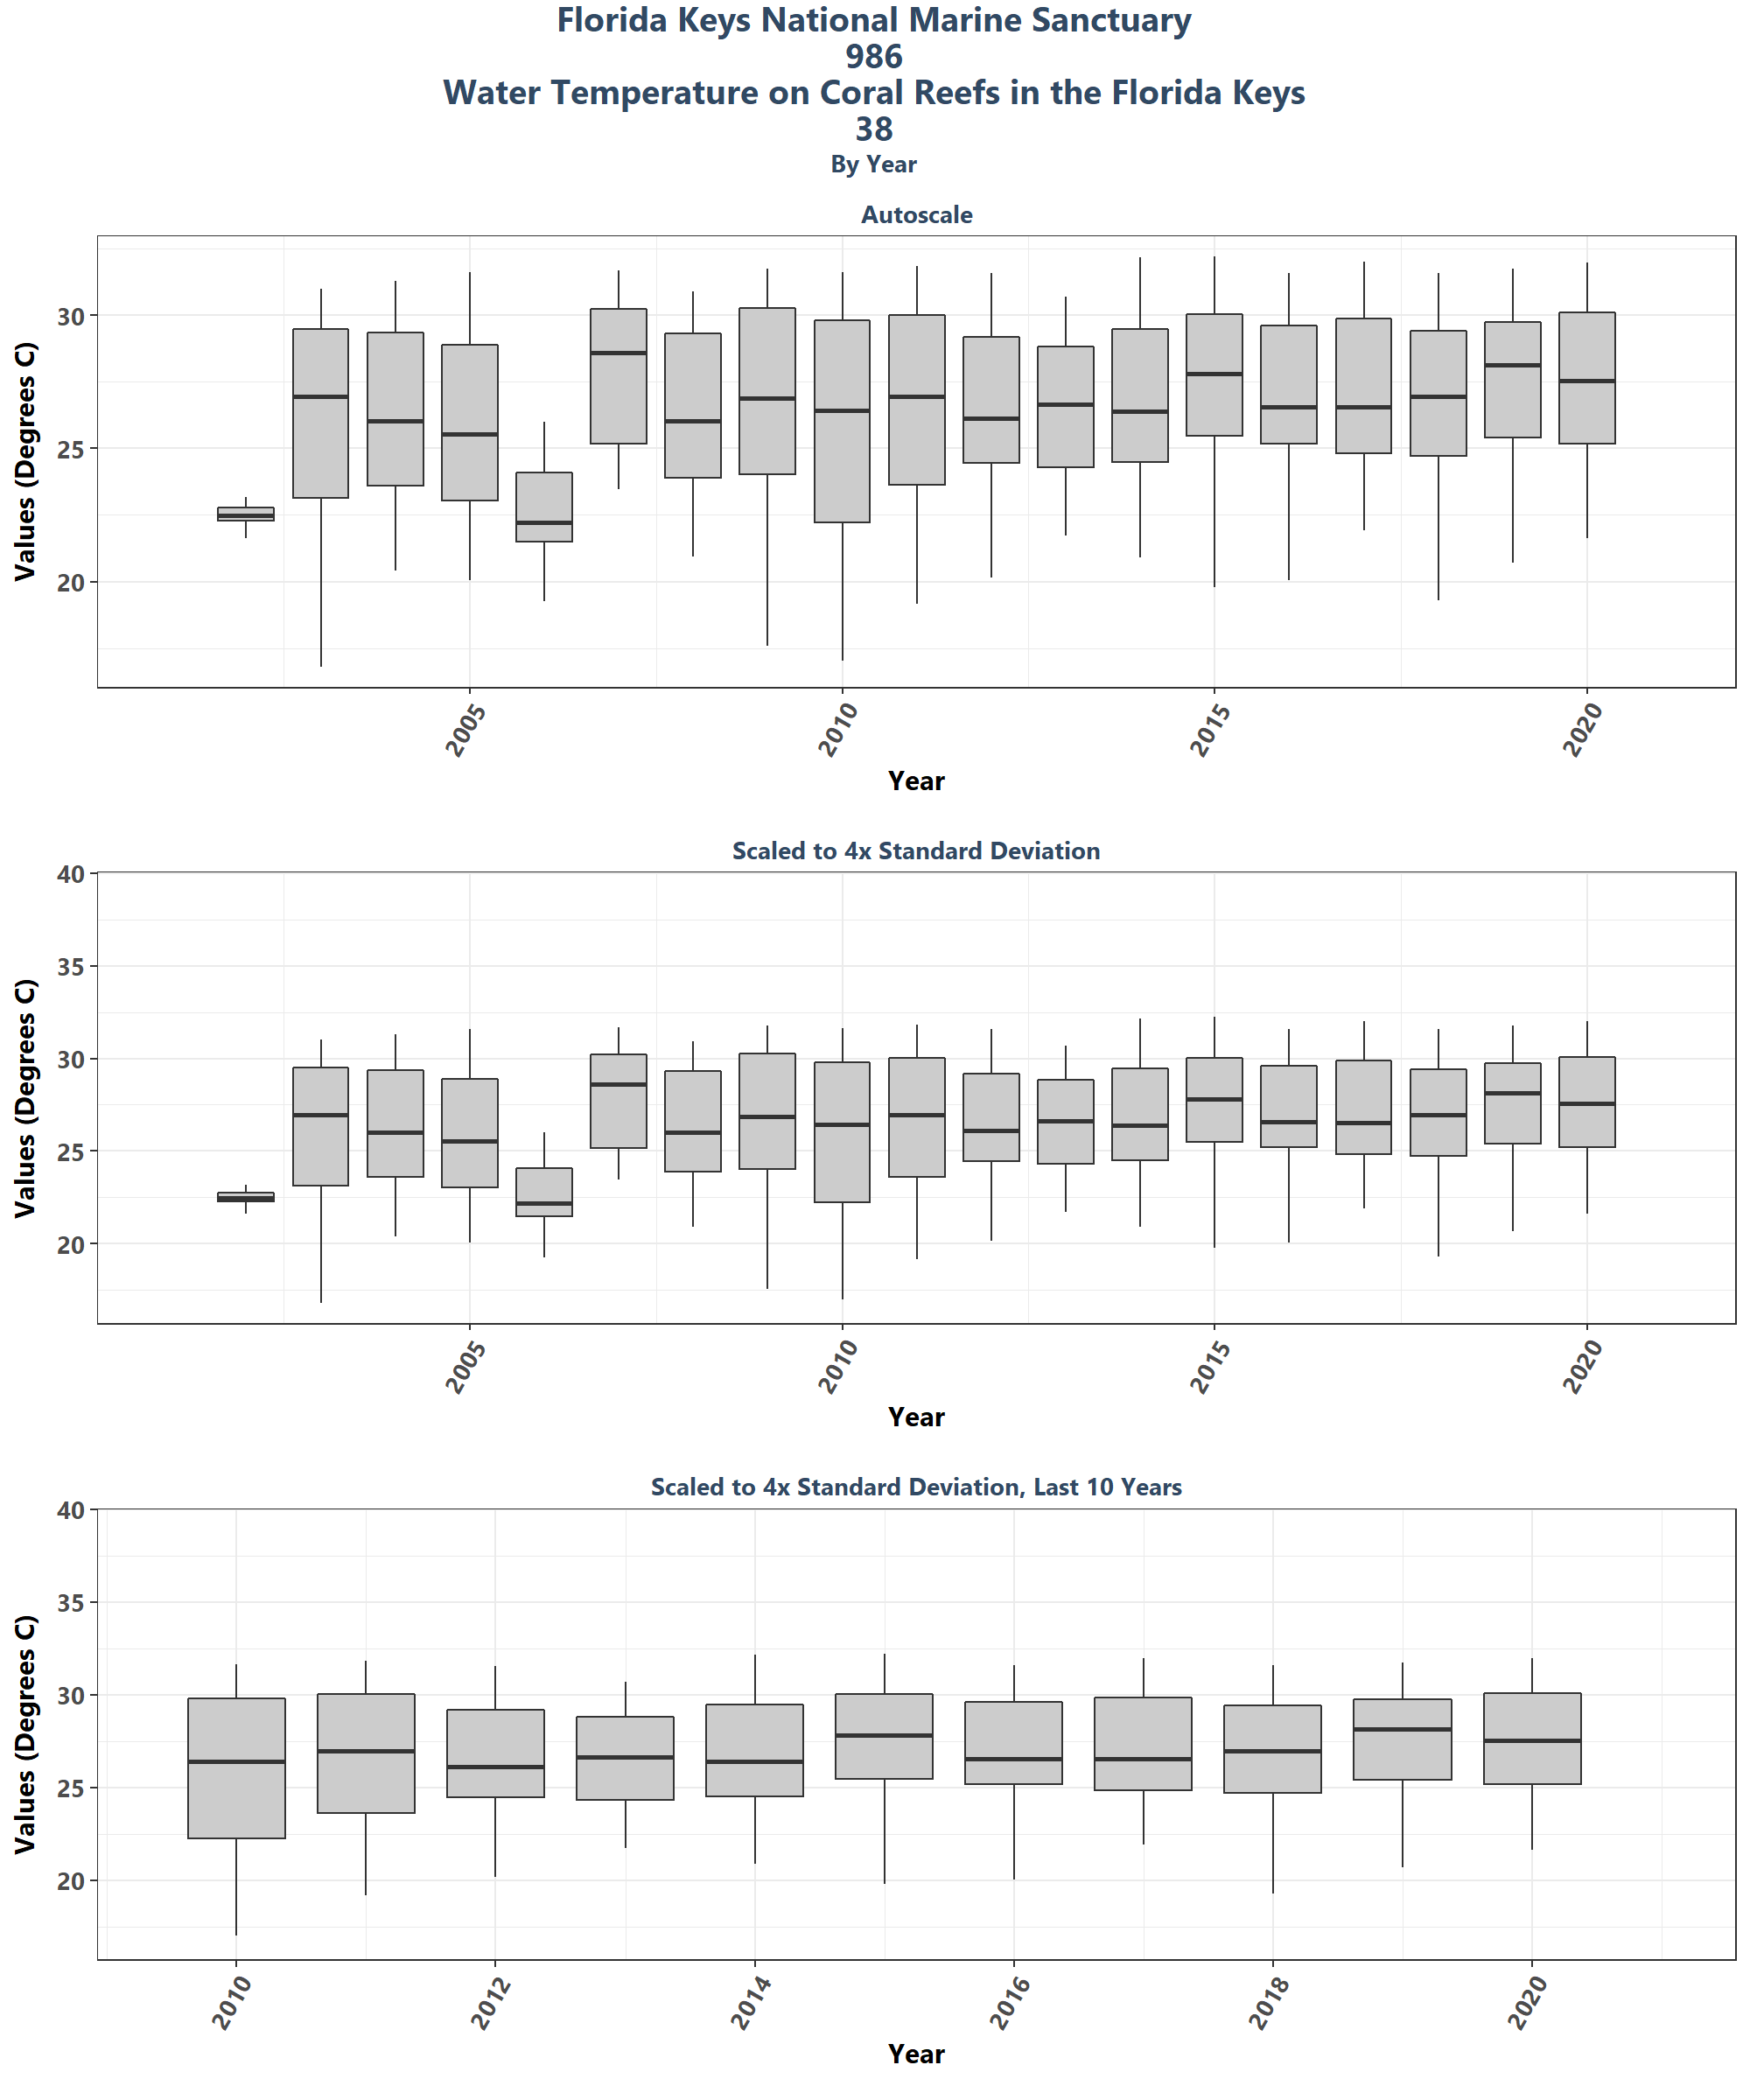 Florida Keys National Marine Sanctuary
986
Water Temperature on Coral Reefs in the Florida Keys
38
By Year
Autoscale
Values (Degrees C)
30
25
20
2005
2010
2015
2020
Year
Scaled to 4x Standard Deviation
Values (Degrees C)
40
35
30
25
20
2005
2010
2015
2020
Year
Scaled to 4x Standard Deviation, Last 10 Years
Values (Degrees C)
40
35
30
25
20
2010
2012
2014
2016
2018
2020
Year